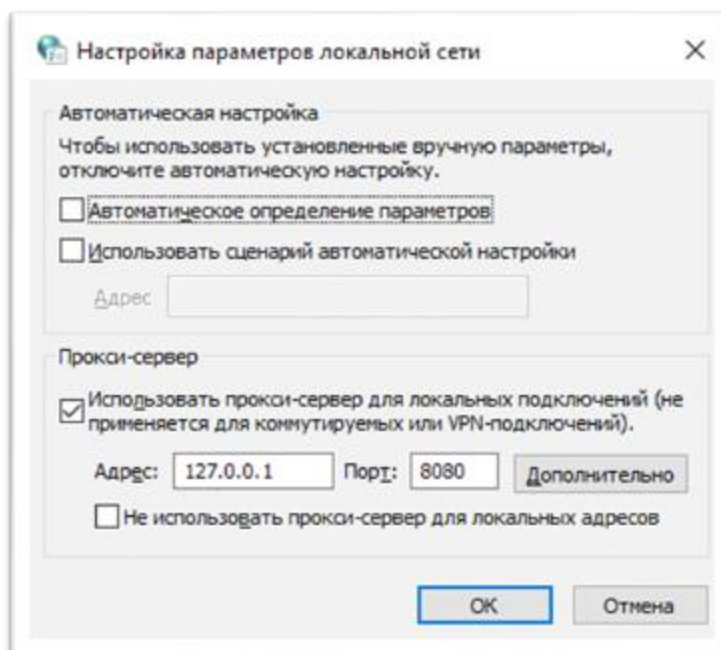 Настройка параметров локальной сети
Автоматическая настройка
Чтобы использовать установленные вручную параметры,
отключите автоматическую настройку.
Автоматическое определение параметров
Использовать сценарий автоматической настройки
Адрес
Прокси-сервер
Использовать прокси-сервер для локальных подключений (не
применяется для коммутируемых или VPN-подключений).
Адрес: 127.0.0.1 Порт: 8080 Дополнительно
Не использовать прокси-сервер для локальных адресов
ОК Отмена